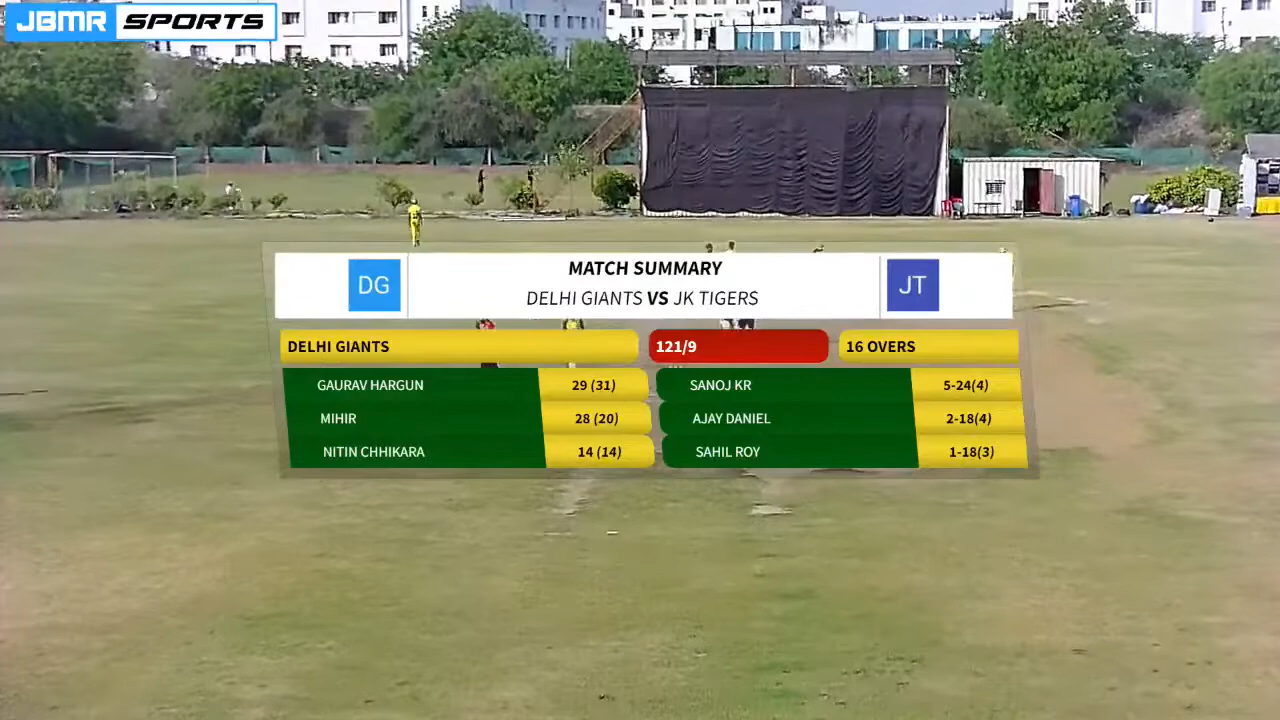 JBMR SPORTS
MATCH SUMMARY
DG
DELHI GIANTS VS JK TIGERS
JT
DELHI GIANTS 121/9 16 OVERS
GAURAV HARGUN 29 (31) SANOJ KR 5-24(4)
MIHIR 28 (20) AJAY DANIEL 2-18(4)
NITIN CHHIKARA 14 (14) SAHIL ROY 1-18(3)